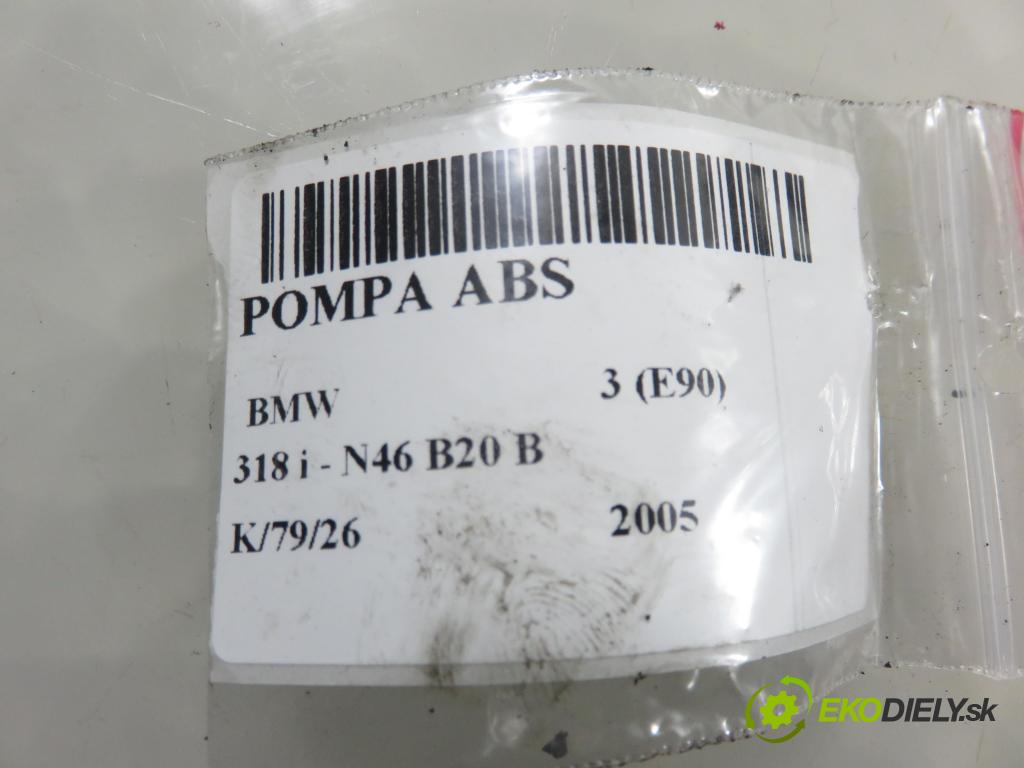 POMPA ABS
BMW 3 (E90)
318 i - N46 B20 B
K/79/26 2005
EKODIELY.sk